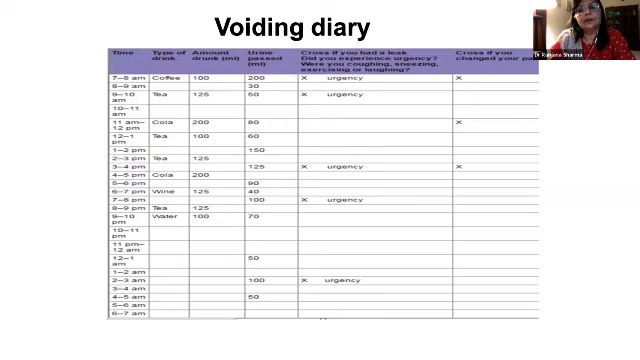 Voiding diary
Dr Ranjana Sharma
Time Type of drink Amount drunk (ml) Urine passed (ml) Cross if you had a leak Did you experience urgency? Were you coughing, sneezing, exercising or laughing? Cross if you changed your pa
7–8 am Coffee 100 200 X urgency X
8–9 am 30
9–10 am Tea 125 50 X urgency
10–11 am
11 am–12 pm Cola 200 80 X
12–1 pm Tea 100 60
1–2 pm 150
2–3 pm Tea 125
3–4 pm 125 X urgency X
4–5 pm Cola 200
5–6 pm 90
6–7 pm Wine 125 40
7–8 pm 100 X urgency
8–9 pm Tea 125
9–10 pm Water 100 70
10–11 pm
11 pm–12 am
12–1 am 50
1–2 am
2–3 am 100 X urgency
3–4 am
4–5 am 50
5–6 am
6–7 am